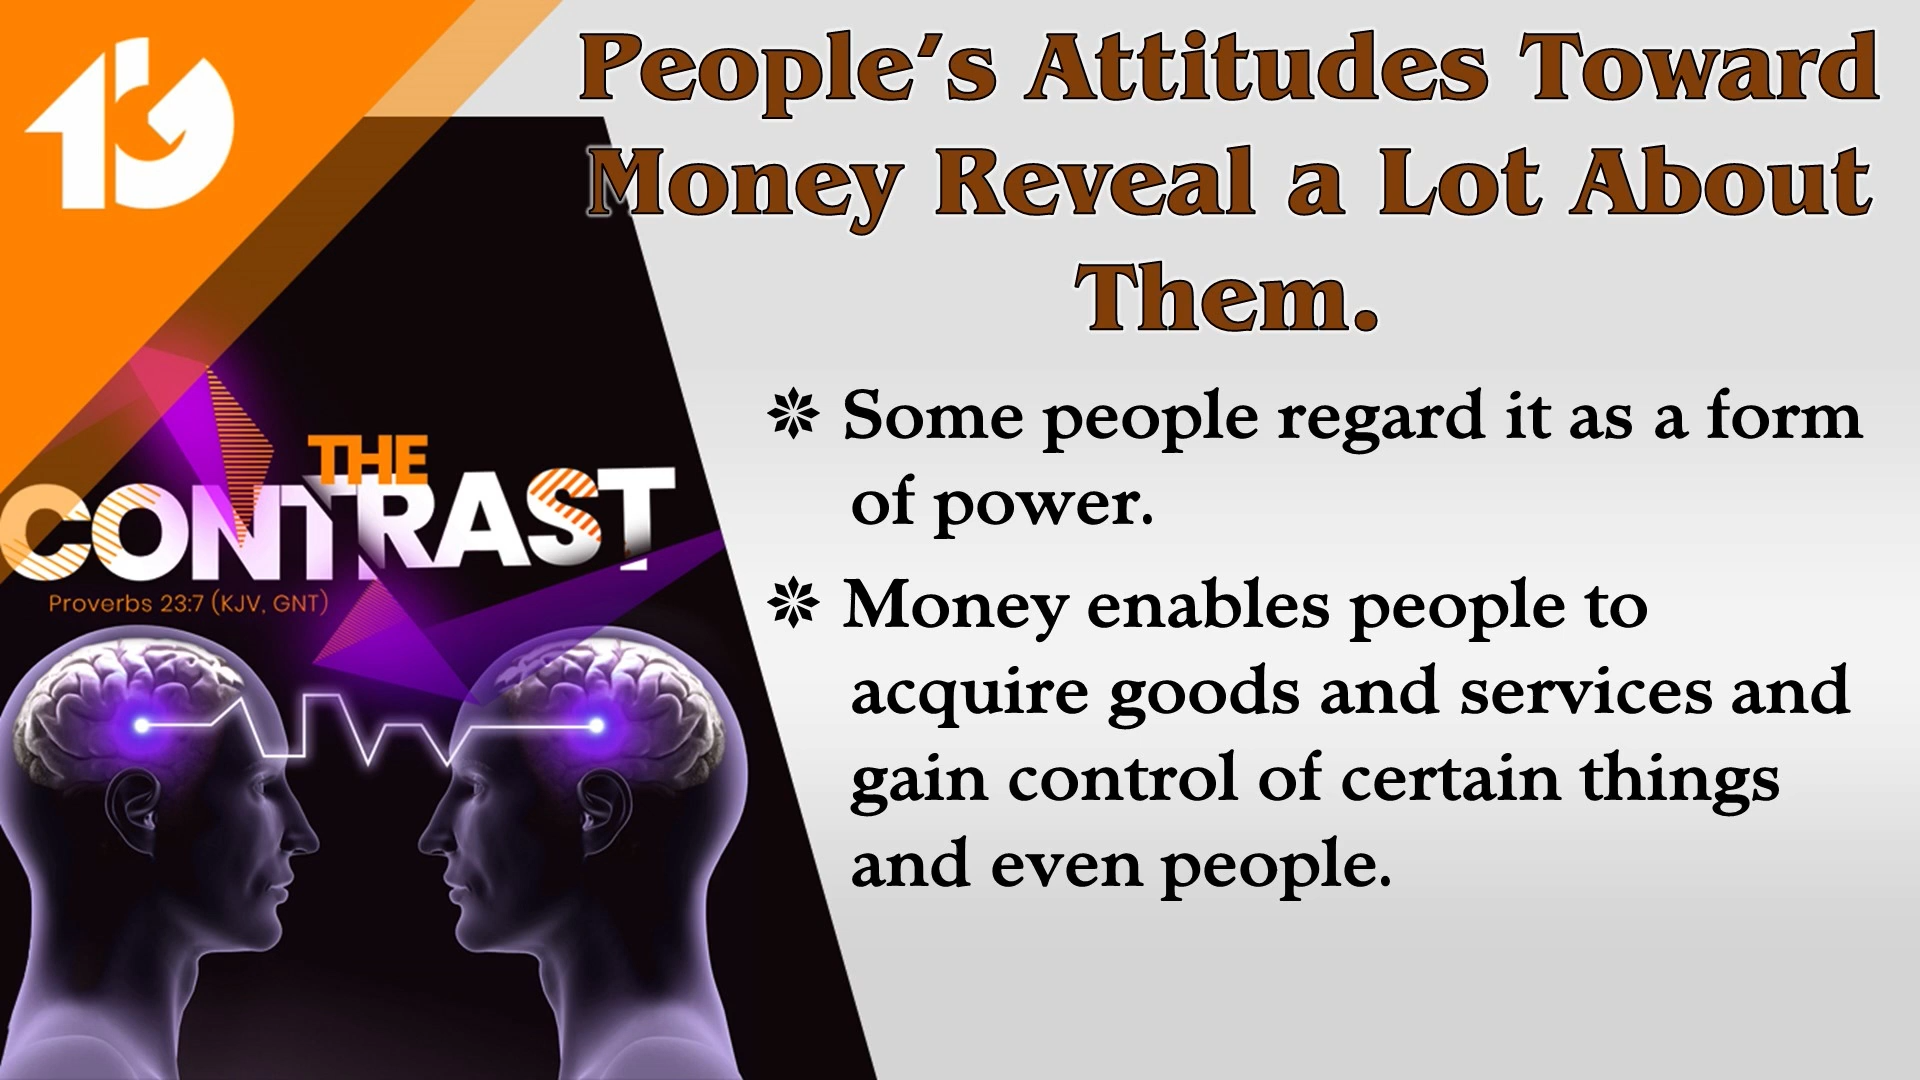 People’s Attitudes Toward
Money Reveal a Lot About
Them.
❉ Some people regard it as a form
of power.
❉ Money enables people to
acquire goods and services and
gain control of certain things
and even people.
THE
CONTRAST
Proverbs 23:7 (KJV, GNT)